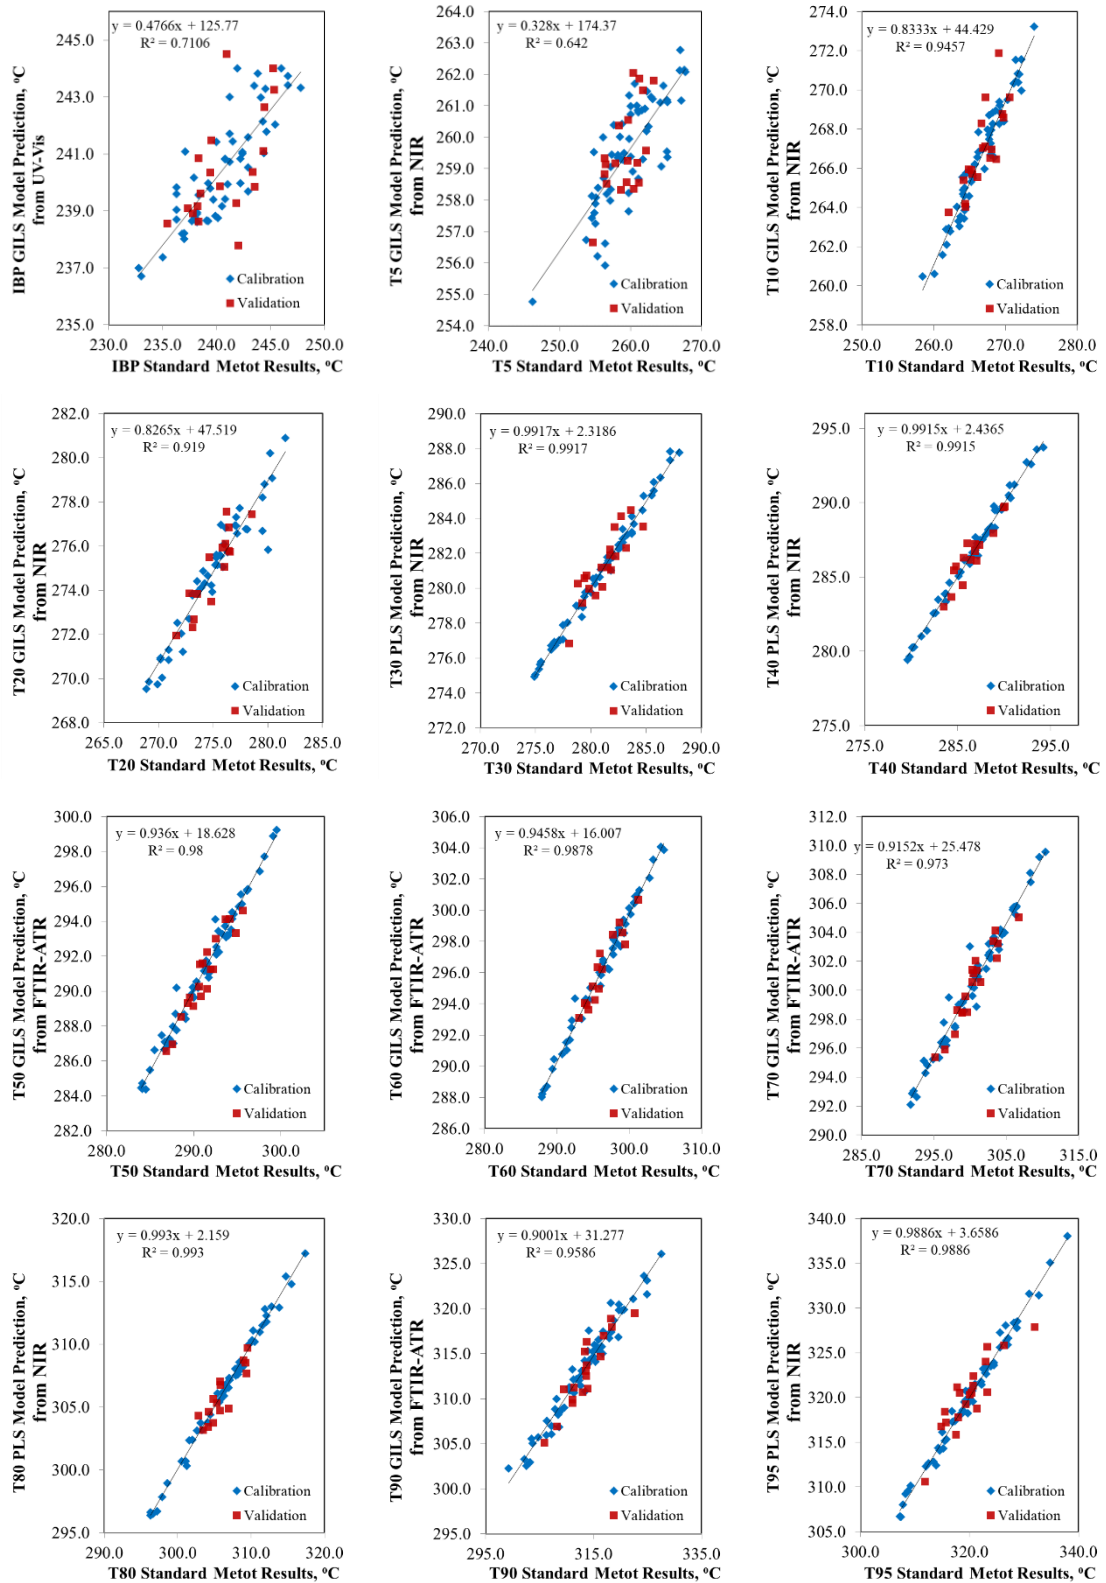 y = 0.4766x + 125.77
R² = 0.7106
245.0
243.0
241.0
239.0
237.0
235.0
IBP GILS Model Prediction, ºC
from UV-Vis
Calibration
Validation
230.0 235.0 240.0 245.0 250.0
IBP Standard Metot Results, ºC
y = 0.328x + 174.37
R² = 0.642
264.0
263.0
262.0
261.0
260.0
259.0
258.0
257.0
256.0
255.0
254.0
T5 GILS Model Prediction, ºC
from NIR
Calibration
Validation
240.0 250.0 260.0 270.0
T5 Standard Metot Results, ºC
y = 0.8333x + 44.429
R² = 0.9457
274.0
272.0
270.0
268.0
266.0
264.0
262.0
260.0
258.0
T10 GILS Model Prediction, ºC
from NIR
Calibration
Validation
250.0 260.0 270.0 280.0
T10 Standard Metot Results, ºC
y = 0.8265x + 47.519
R² = 0.919
282.0
280.0
278.0
276.0
274.0
272.0
270.0
268.0
T20 GILS Model Prediction, ºC
from NIR
Calibration
Validation
265.0 270.0 275.0 280.0 285.0
T20 Standard Metot Results, ºC
y = 0.9917x + 2.3186
R² = 0.9917
290.0
288.0
286.0
284.0
282.0
280.0
278.0
276.0
274.0
272.0
T30 PLS Model Prediction, ºC
from NIR
Calibration
Validation
270.0 275.0 280.0 285.0 290.0
T30 Standard Metot Results, ºC
y = 0.9915x + 2.4365
R² = 0.9915
295.0
290.0
285.0
280.0
275.0
T40 PLS Model Prediction, ºC
from NIR
Calibration
Validation
275.0 285.0 295.0
T40 Standard Metot Results, ºC
y = 0.936x + 18.628
R² = 0.98
300.0
298.0
296.0
294.0
292.0
290.0
288.0
286.0
284.0
282.0
T50 GILS Model Prediction, ºC
from FTIR-ATR
Calibration
Validation
280.0 285.0 290.0 295.0 300.0
T50 Standard Metot Results, ºC
y = 0.9458x + 16.007
R² = 0.9878
306.0
304.0
302.0
300.0
298.0
296.0
294.0
292.0
290.0
288.0
286.0
T60 GILS Model Prediction, ºC
from FTIR-ATR
Calibration
Validation
280.0 290.0 300.0 310.0
T60 Standard Metot Results, ºC
y = 0.9152x + 25.478
R² = 0.973
312.0
310.0
308.0
306.0
304.0
302.0
300.0
298.0
296.0
294.0
292.0
290.0
T70 GILS Model Prediction, ºC
from FTIR-ATR
Calibration
Validation
285.0 295.0 305.0 315.0
T70 Standard Metot Results, ºC
y = 0.993x + 2.159
R² = 0.993
320.0
315.0
310.0
305.0
300.0
295.0
T80 PLS Model Prediction, ºC
from NIR
Calibration
Validation
290.0 300.0 310.0 320.0
T80 Standard Metot Results, ºC
y = 0.9001x + 31.277
R² = 0.9586
330.0
325.0
320.0
315.0
310.0
305.0
300.0
295.0
T90 GILS Model Prediction, ºC
from FTIR-ATR
Calibration
Validation
295.0 315.0 335.0
T90 Standard Metot Results, ºC
y = 0.9886x + 3.6586
R² = 0.9886
340.0
335.0
330.0
325.0
320.0
315.0
310.0
305.0
T95 PLS Model Prediction, ºC
from NIR
Calibration
Validation
300.0 320.0 340.0
T95 Standard Metot Results, ºC